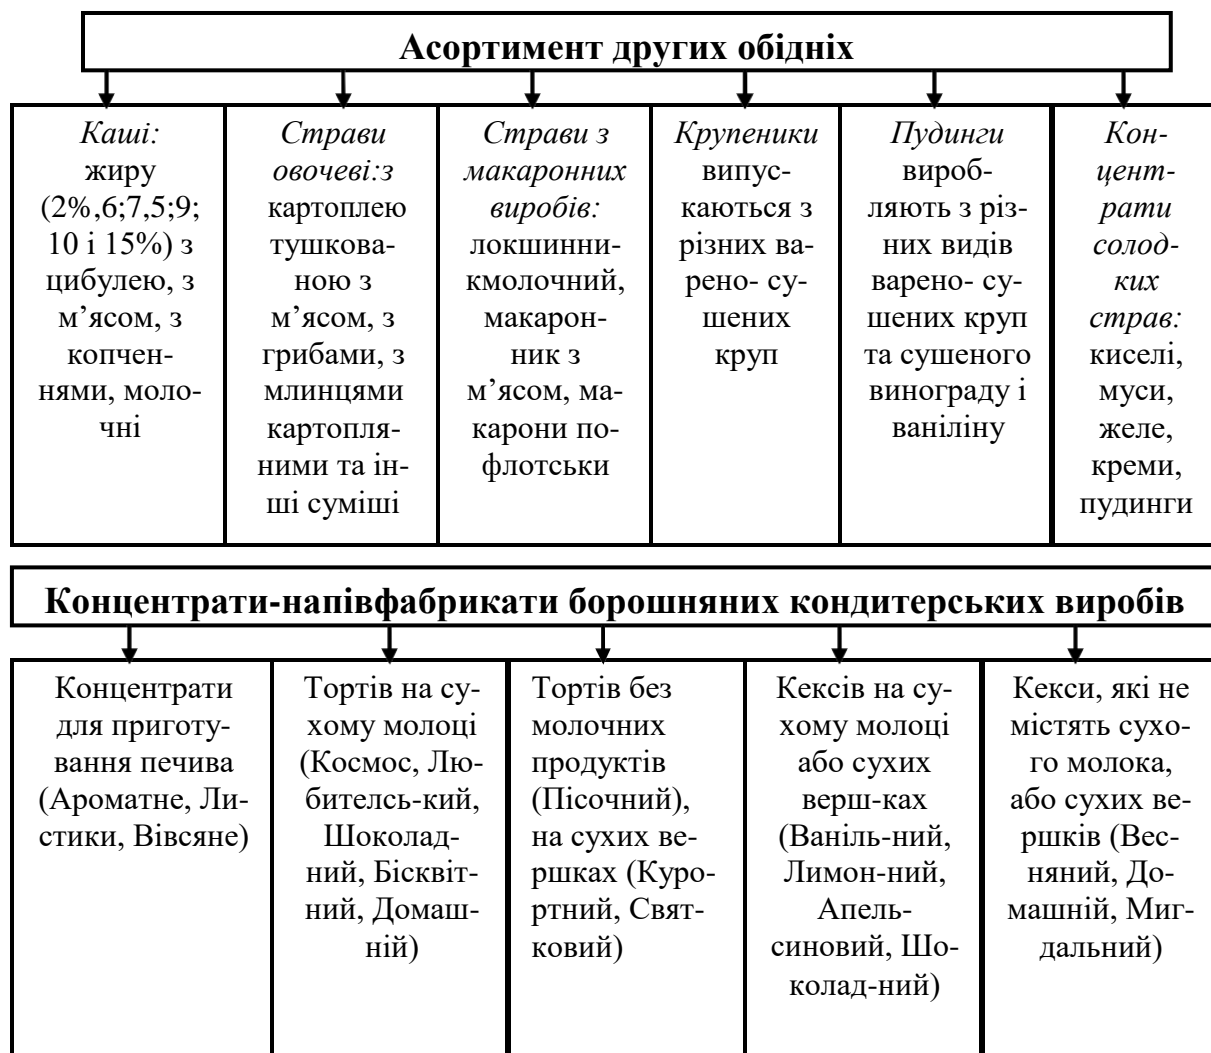 Асортимент других обідніх
Каші:
жиру
(2%,6;7,5;9;
10 і 15%) з
цибулею, з
м’ясом, з
копчен-
нями, моло-
чні
Страви
овочеві:з
картоплею
тушкова-
ною з
м’ясом, з
грибами, з
млинцями
картопля-
ними та ін-
ші суміші
Страви з
макаронних
виробів:
локшинни-
кмолочний,
макарон-
ник з
м’ясом, ма-
карони по-
флотськи
Крупеники
випус-
каються з
різних ва-
рено- су-
шених
круп
Пудинги
вироб-
ляють з різ-
них видів
варено- су-
шених круп
та сушеного
винограду і
ваніліну
Кон-
цент-
рати
солод-
ких
страв:
киселі,
муси,
желе,
креми,
пудинги
Концентрати-напівфабрикати борошняних кондитерських виробів
Концентрати
для приготу-
вання печива
(Ароматне, Ли-
стики, Вівсяне)
Тортів на су-
хому молоці
(Космос, Лю-
бителсь-кий,
Шоколад-
ний, Бісквіт-
ний, Домаш-
ній)
Тортів без
молочних
продуктів
(Пісочний),
на сухих ве-
ршках (Куро-
ртний, Свят-
ковий)
Кексів на су-
хому молоці
або сухих
верш-ках
(Ваніль-ний,
Лимон-ний,
Апель-
синовий, Шо-
колад-ний)
Кекси, які не
містять сухо-
го молока,
або сухих ве-
ршків (Вес-
няний, До-
машній, Миг-
дальний)